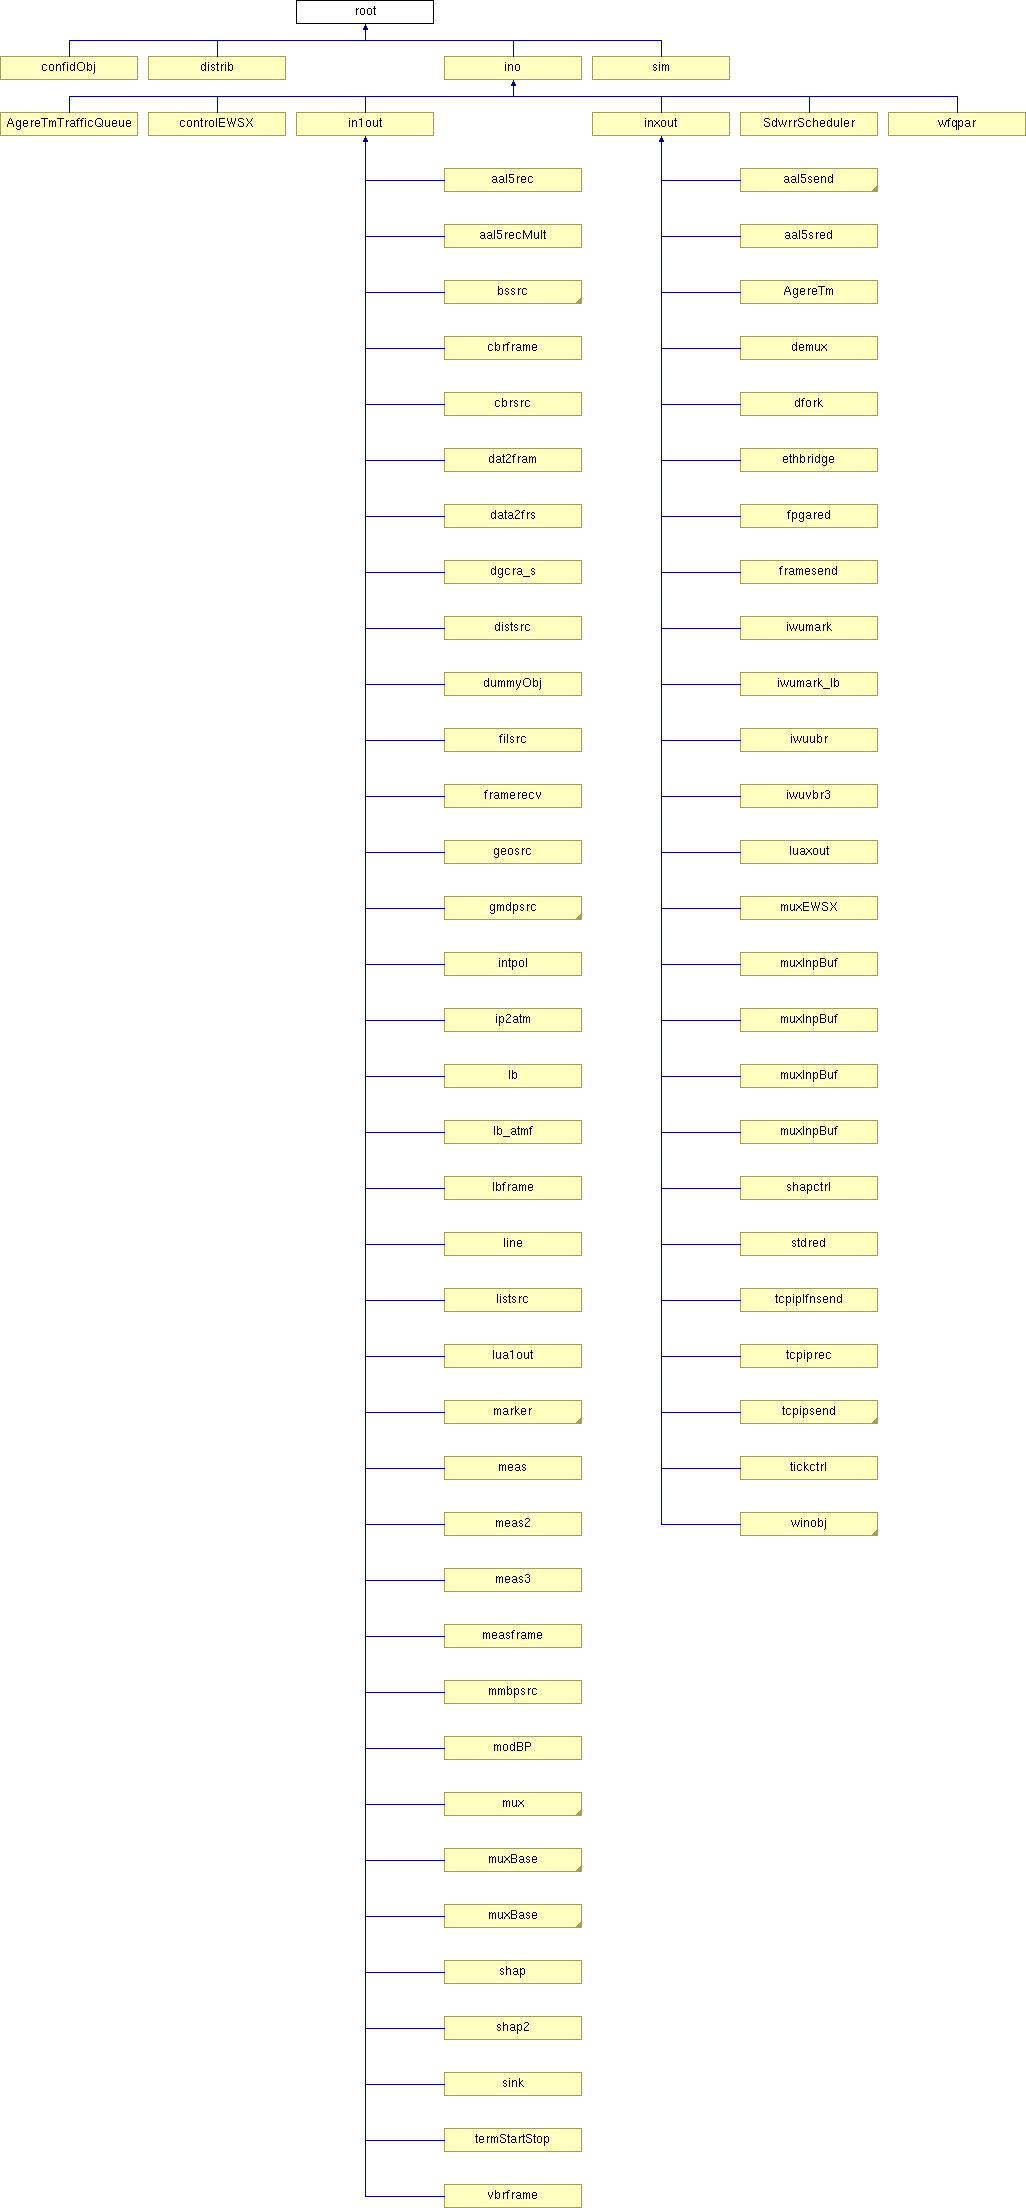 root
confidObj
distrib
ino
sim
AgereTmTrafficQueue
controlEWSX
in1out
inxout
SdwrrScheduler
wfqpar
aal5rec
aal5recMult
bssrc
cbrframe
cbrsrc
dat2fram
data2frs
dgcra_s
distsrc
dummyObj
filsrc
framerecv
geosrc
gmdpsrc
intpol
ip2atm
lb
lb_atmf
lbframe
line
listsrc
lua1out
marker
meas
meas2
meas3
measframe
mmbpsrc
modBP
mux
muxBase
muxBase
shap
shap2
sink
termStartStop
vbrframe
aal5send
aal5sred
AgereTm
demux
dfork
ethbridge
fpgared
framesend
iwumark
iwumark_lb
iwuubr
iwuvbr3
luaxout
muxEWSX
muxInpBuf
muxInpBuf
muxInpBuf
muxInpBuf
shapctrl
stdred
tcpiplfnsend
tcpiprec
tcpipsend
tickctrl
winobj